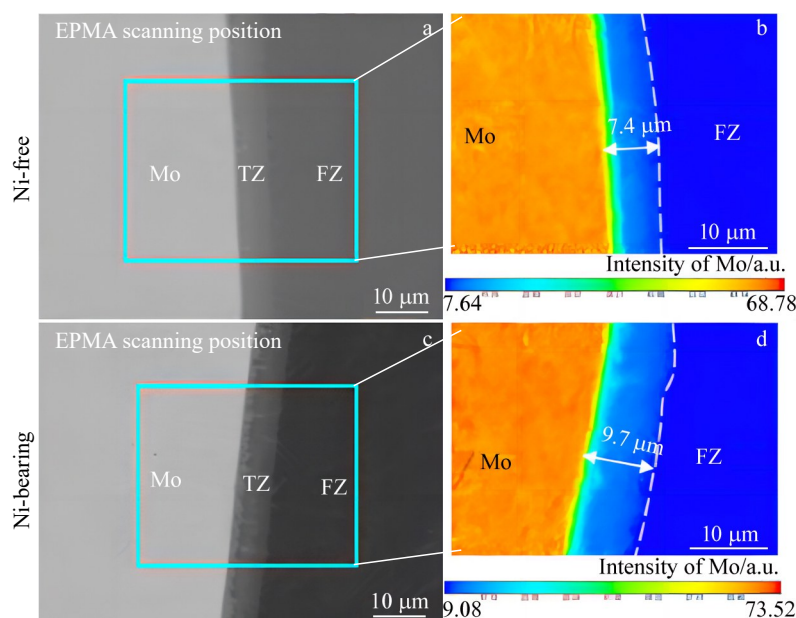 EPMA scanning position
a
Mo
TZ
FZ
10 μm
Ni-free
b
Mo
7.4 μm
FZ
10 μm
Intensity of Mo/a.u.
7.64
68.78
EPMA scanning position
c
Mo
TZ
FZ
10 μm
Ni-bearing
d
Mo
9.7 μm
FZ
10 μm
Intensity of Mo/a.u.
9.08
73.52